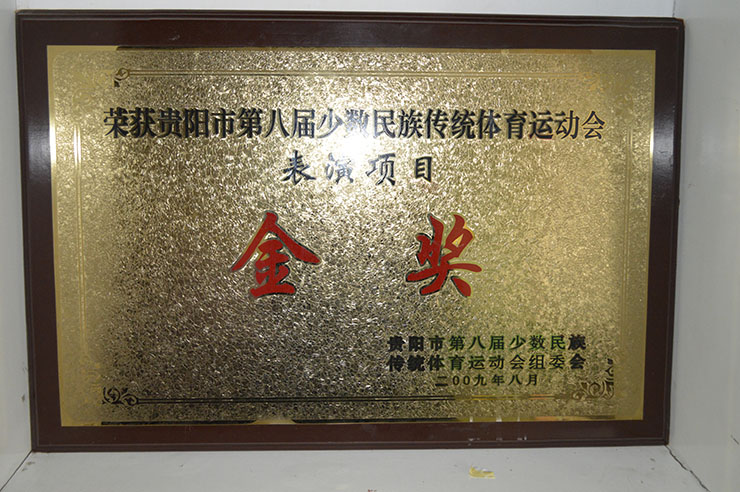 荣获贵阳市第八届少数民族传统体育运动会
表演项目
金奖
贵阳市第八届少数民族
传统体育运动会组委会
二00九年八月